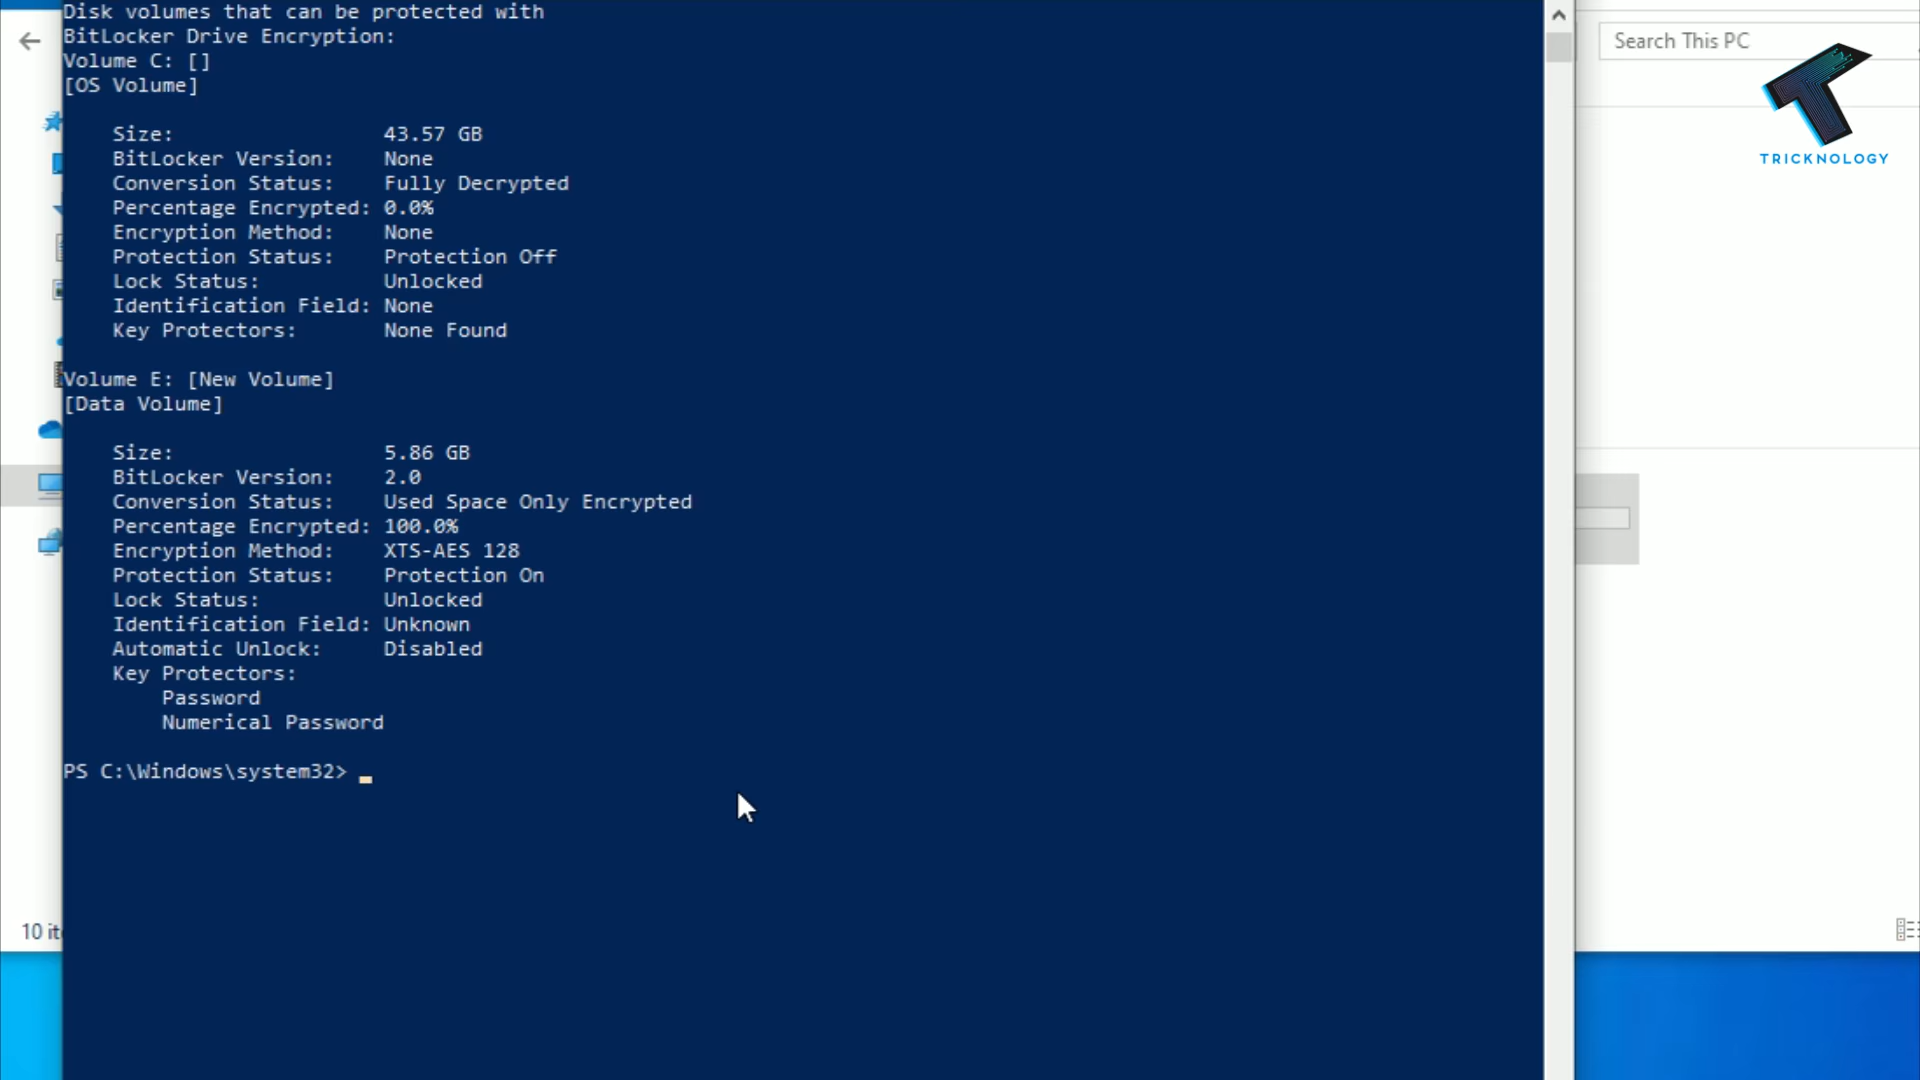 Disk volumes that can be protected with
BitLocker Drive Encryption:
Volume C: []
[OS Volume]
Size: 43.57 GB
BitLocker Version: None
Conversion Status: Fully Decrypted
Percentage Encrypted: 0.0%
Encryption Method: None
Protection Status: Protection Off
Lock Status: Unlocked
Identification Field: None
Key Protectors: None Found
Volume E: [New Volume]
[Data Volume]
Size: 5.86 GB
BitLocker Version: 2.0
Conversion Status: Used Space Only Encrypted
Percentage Encrypted: 100.0%
Encryption Method: XTS-AES 128
Protection Status: Protection On
Lock Status: Unlocked
Identification Field: Unknown
Automatic Unlock: Disabled
Key Protectors:
Password
Numerical Password
PS C:\Windows\system32>
Search This PC
TRICKNOLOGY
10 it